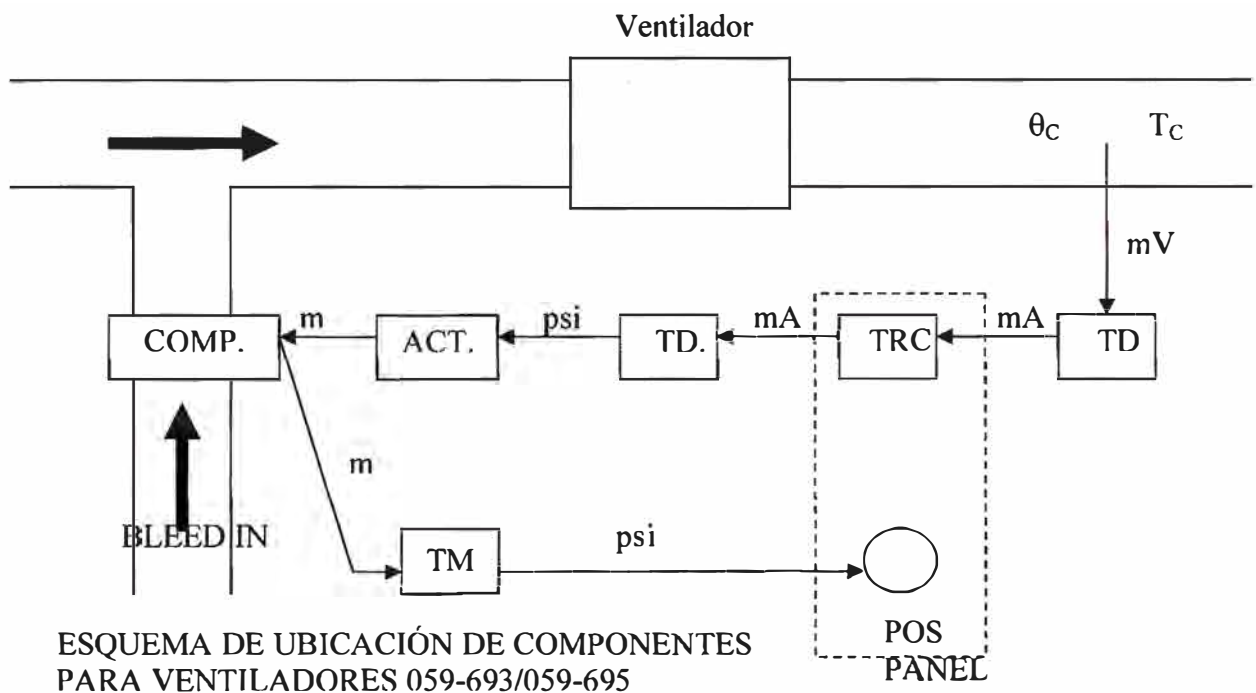 Ventilador
θC TC
mV
m
psi
mA
mA
COMP.
ACT.
TD.
TRC
TD
m
BLEED IN
TM
psi
POS
PANEL
ESQUEMA DE UBICACIÓN DE COMPONENTES
PARA VENTILADORES 059-693/059-695